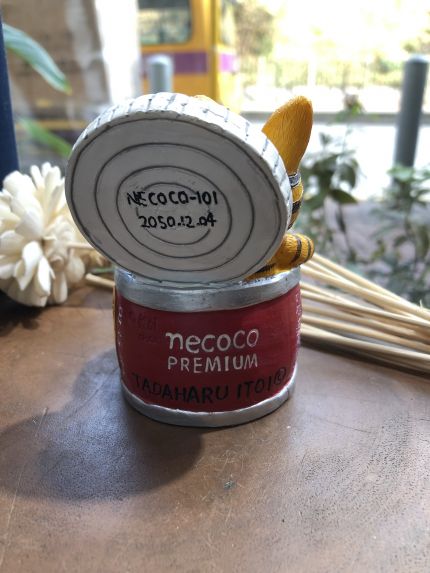 NECOCO-101
2050.12.04
necoco
PREMIUM
TADAHARU ITOI©